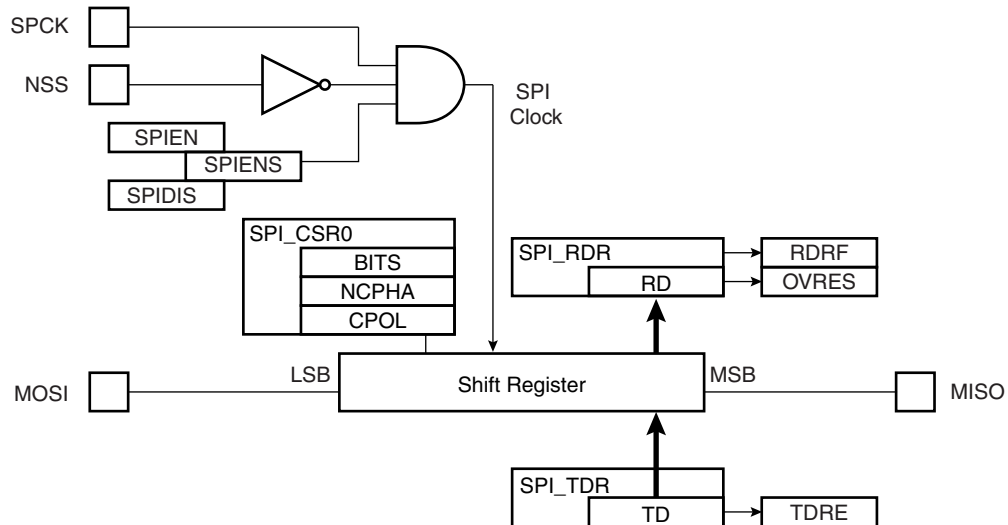 SPCK
NSS
SPI
Clock
SPIEN
SPIENS
SPIDIS
SPI_CSR0
BITS
NCPHA
CPOL
SPI_RDR
RD
RDRF
OVRES
LSB
Shift Register
MSB
MOSI
MISO
SPI_TDR
TD
TDRE